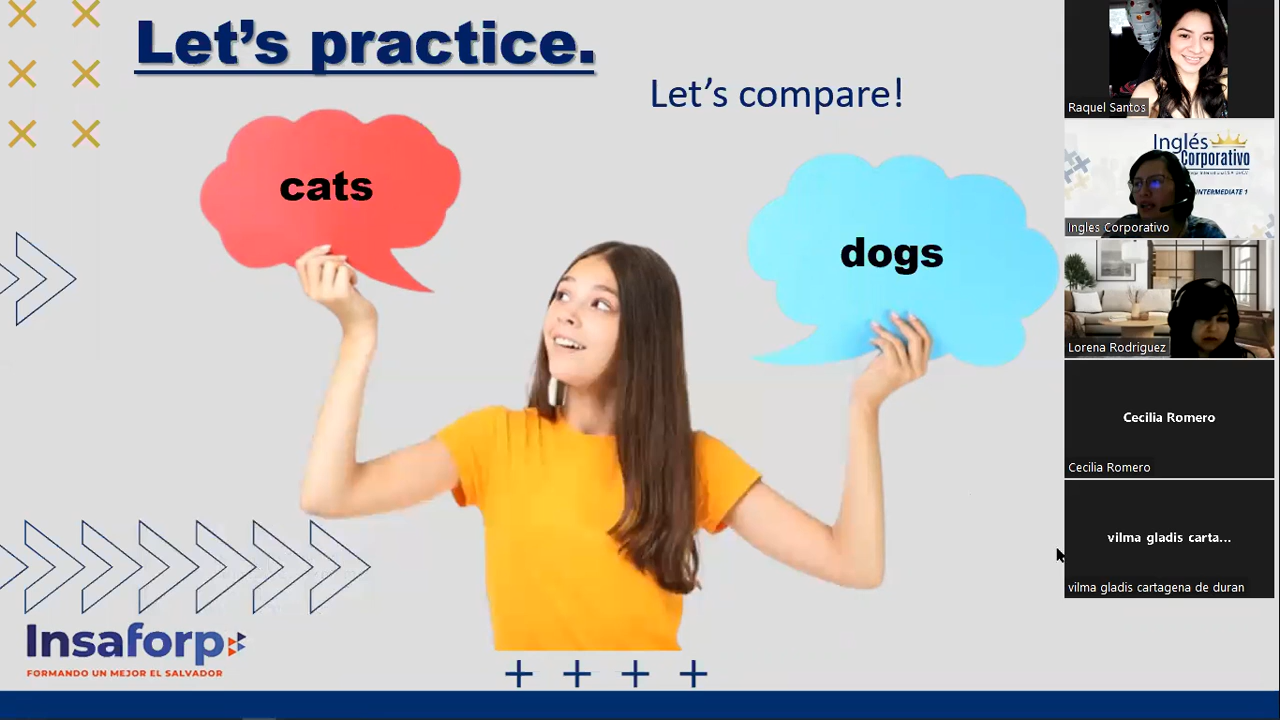 Let's practice.
Let's compare!
cats
dogs
Insaforp
FORMANDO UN MEJOR EL SALVADOR
Raquel Santos
Inglés
Corporativo
INTERMEDIATE 1
Ingles Corporativo
Lorena Rodriguez
Cecilia Romero
Cecilia Romero
vilma gladis carta...
vilma gladis cartagena de duran